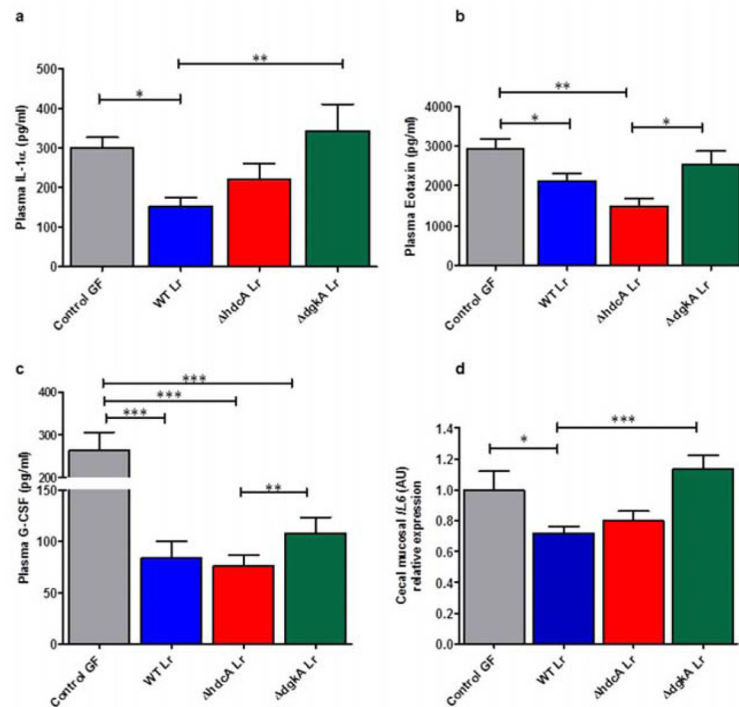 a
**
*
Plasma IL-1α (pg/ml)
500
400
300
200
100
0
Control GF
WT Lr
ΔhdcA Lr
ΔdgkA Lr
b
**
*
*
Plasma Eotaxin (pg/ml)
4000
3000
2000
1000
0
Control GF
WT Lr
ΔhdcA Lr
ΔdgkA Lr
c
***
***
***
**
Plasma G-CSF (pg/ml)
400
300
200
150
100
50
0
Control GF
WT Lr
ΔhdcA Lr
ΔdgkA Lr
d
***
*
Cecal mucosal IL6 (AU)
relative expression
1.4
1.2
1.0
0.8
0.6
0.4
0.2
0.0
Control GF
WT Lr
ΔhdcA Lr
ΔdgkA Lr